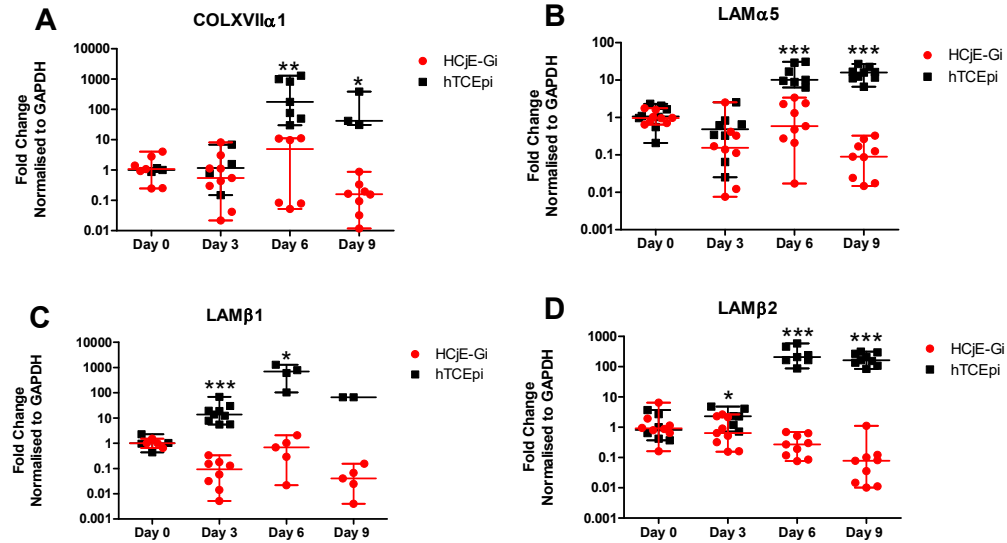 A
COLXVIIα1
Fold Change
Normalised to GAPDH
10000
1000
100
10
1
0.1
0.01
**
*
Day 0 Day 3 Day 6 Day 9
HCjE-Gi
hTCEpi
B
LAMα5
Fold Change
Normalised to GAPDH
100
10
1
0.1
0.01
0.001
*** ***
Day 0 Day 3 Day 6 Day 9
HCjE-Gi
hTCEpi
C
LAMβ1
Fold Change
Normalised to GAPDH
10000
1000
100
10
1
0.1
0.01
0.001
*
***
Day 0 Day 3 Day 6 Day 9
HCjE-Gi
hTCEpi
D
LAMβ2
Fold Change
Normalised to GAPDH
1000
100
10
1
0.1
0.01
0.001
*** ***
*
Day 0 Day 3 Day 6 Day 9
HCjE-Gi
hTCEpi